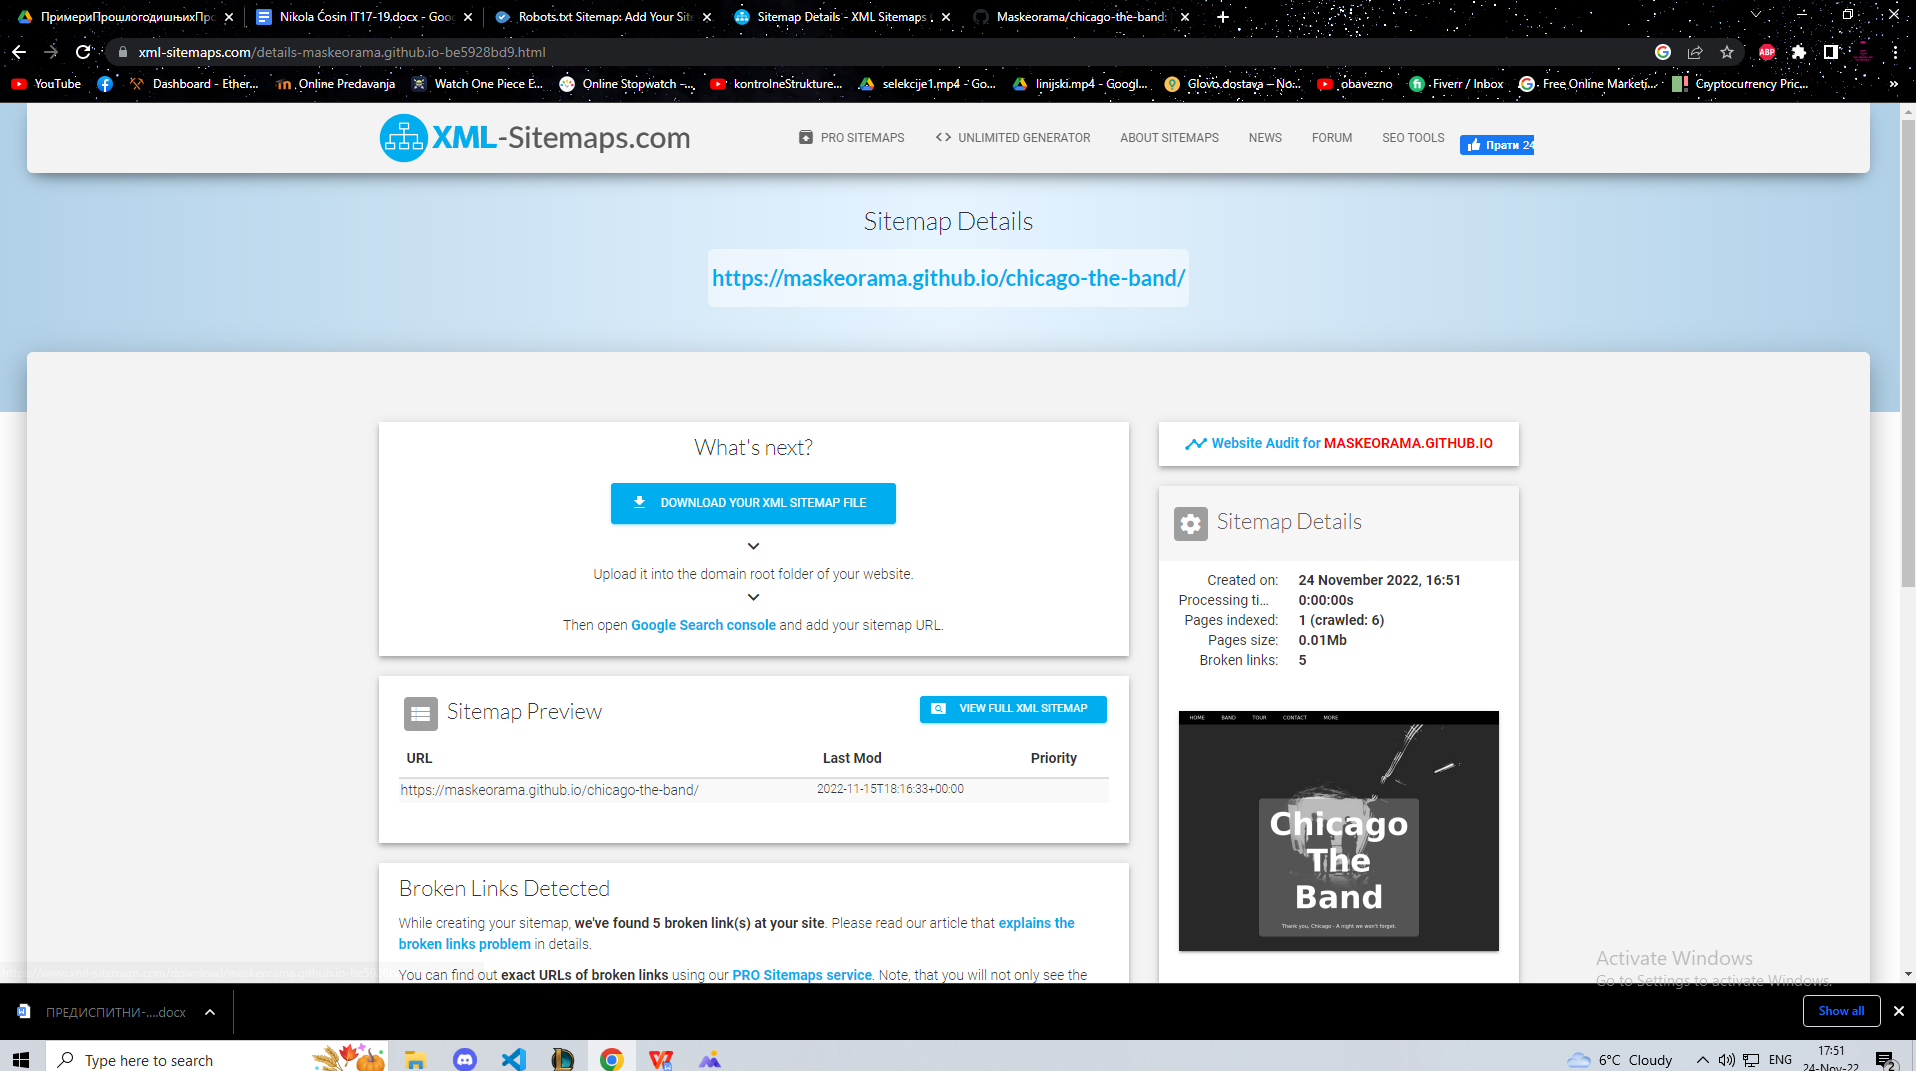 ПримериПрошлогодишњихПрс
Nikola Ćosin IT17-19.docx - Goo
Robots.txt Sitemap: Add Your Site
Sitemap Details - XML Sitemaps
Maskeorama/chicago-the-band:
xml-sitemaps.com/details-maskeorama.github.io-be5928bd9.html
ABP
YouTube
Dashboard - Ether...
Online Predavanja
Watch One Piece E...
Online Stopwatch -...
kontrolneStrukture...
selekcije1.mp4 - Go...
linijski.mp4 - Googl...
Glovo dostava – No...
obavezno
Fiverr / Inbox
Free Online Marketi...
Cryptocurrency Pric...
XML-Sitemaps.com
PRO SITEMAPS
UNLIMITED GENERATOR
ABOUT SITEMAPS
NEWS
FORUM
SEO TOOLS
Прати 24
Sitemap Details
https://maskeorama.github.io/chicago-the-band/
What's next?
DOWNLOAD YOUR XML SITEMAP FILE
Upload it into the domain root folder of your website.
Then open Google Search console and add your sitemap URL.
Website Audit for MASKEORAMA.GITHUB.IO
Sitemap Details
Created on: 24 November 2022, 16:51
Processing ti... 0:00:00s
Pages indexed: 1 (crawled: 6)
Pages size: 0.01Mb
Broken links: 5
HOME BAND TOUR CONTACT MORE
Chicago
The
Band
Thank you, Chicago - A night we won't forget.
Sitemap Preview
VIEW FULL XML SITEMAP
URL Last Mod Priority
https://maskeorama.github.io/chicago-the-band/ 2022-11-15T18:16:33+00:00
Broken Links Detected
While creating your sitemap, we've found 5 broken link(s) at your site. Please read our article that explains the
broken links problem in details.
You can find out exact URLs of broken links using our PRO Sitemaps service. Note, that you will not only see the
Activate Windows
Go to Settings to activate Windows.
ПРЕДИСПИТНИ-....docx
Show all
Type here to search
6°C Cloudy
ENG
17:51
24-Nov-22
2